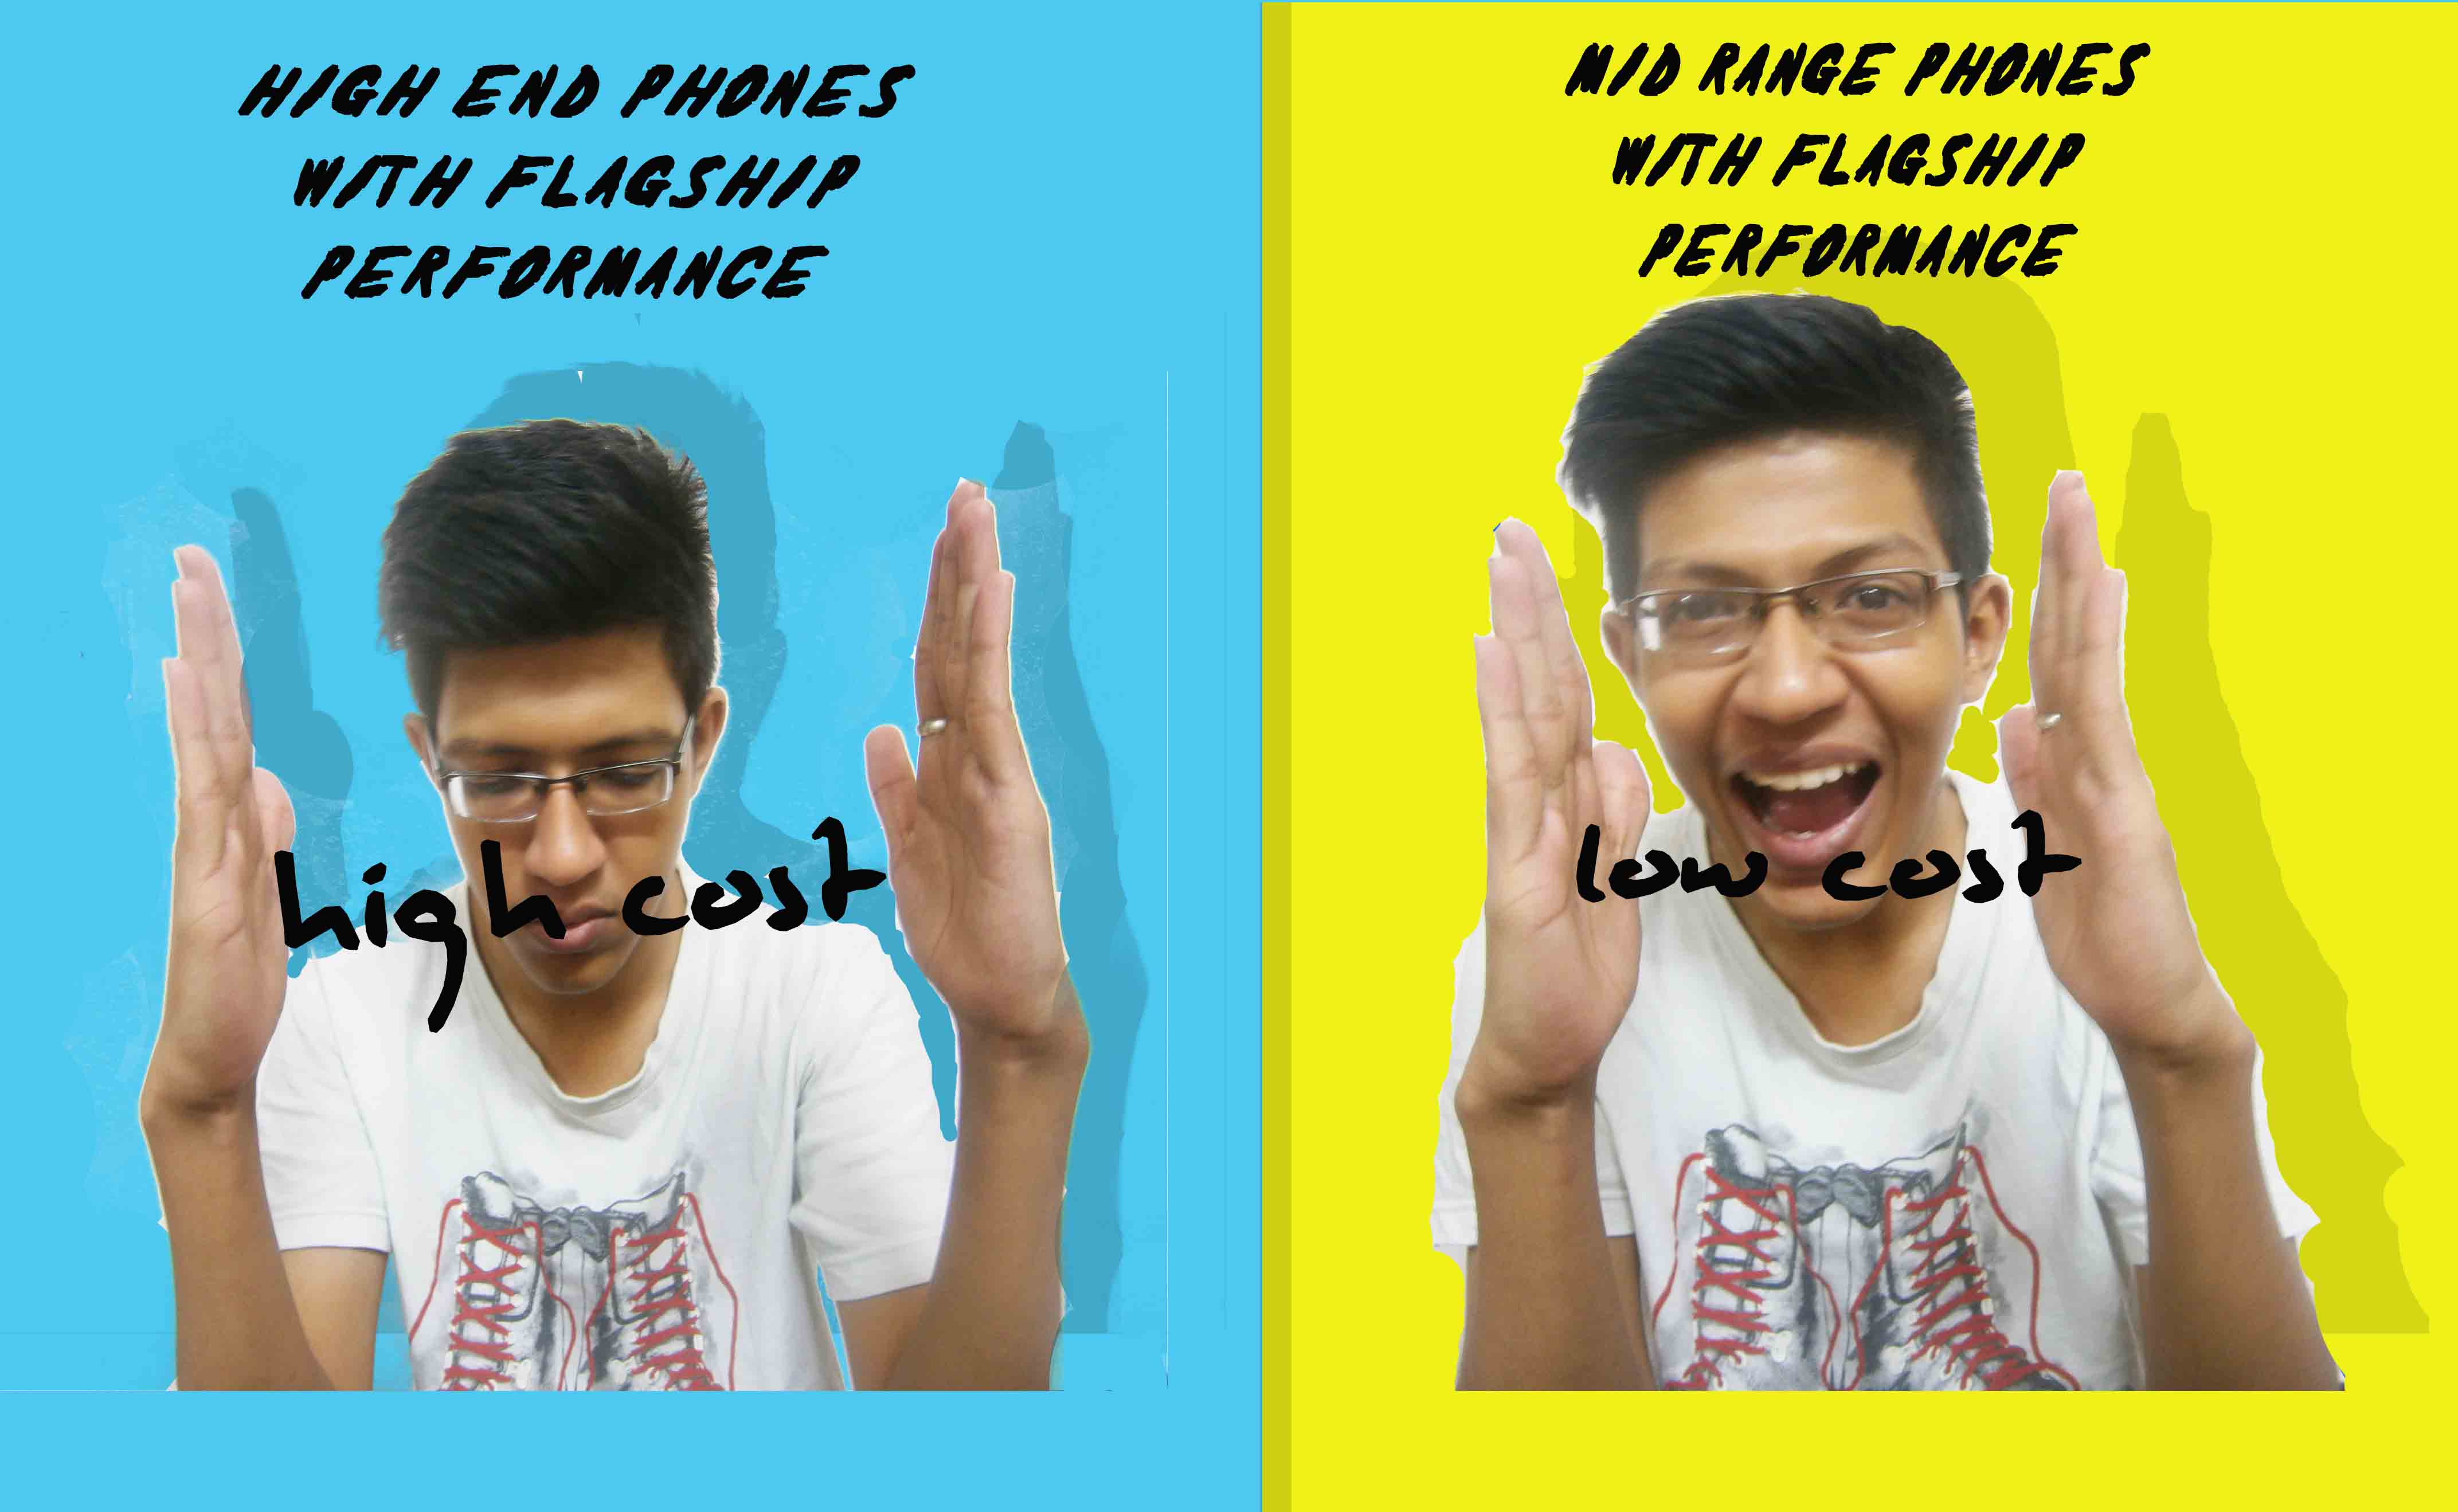 HIGH END PHONES
WITH FLAGSHIP
PERFORMANCE
high cost
MID RANGE PHONES
WITH FLAGSHIP
PERFORMANCE
low cost